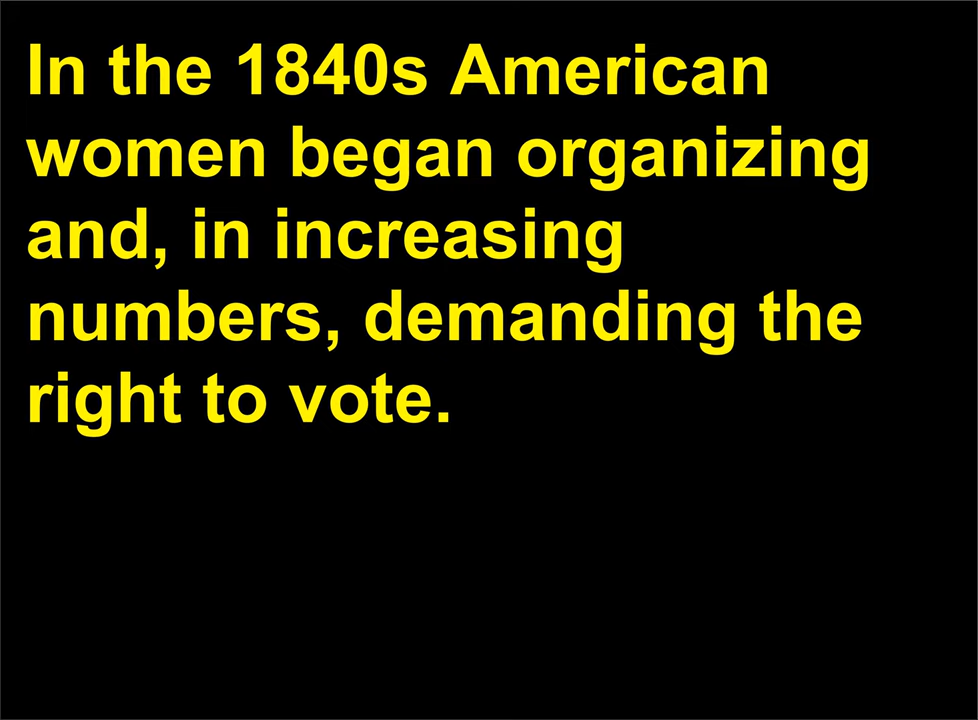 In the 1840s American
women began organizing
and, in increasing
numbers, demanding the
right to vote.